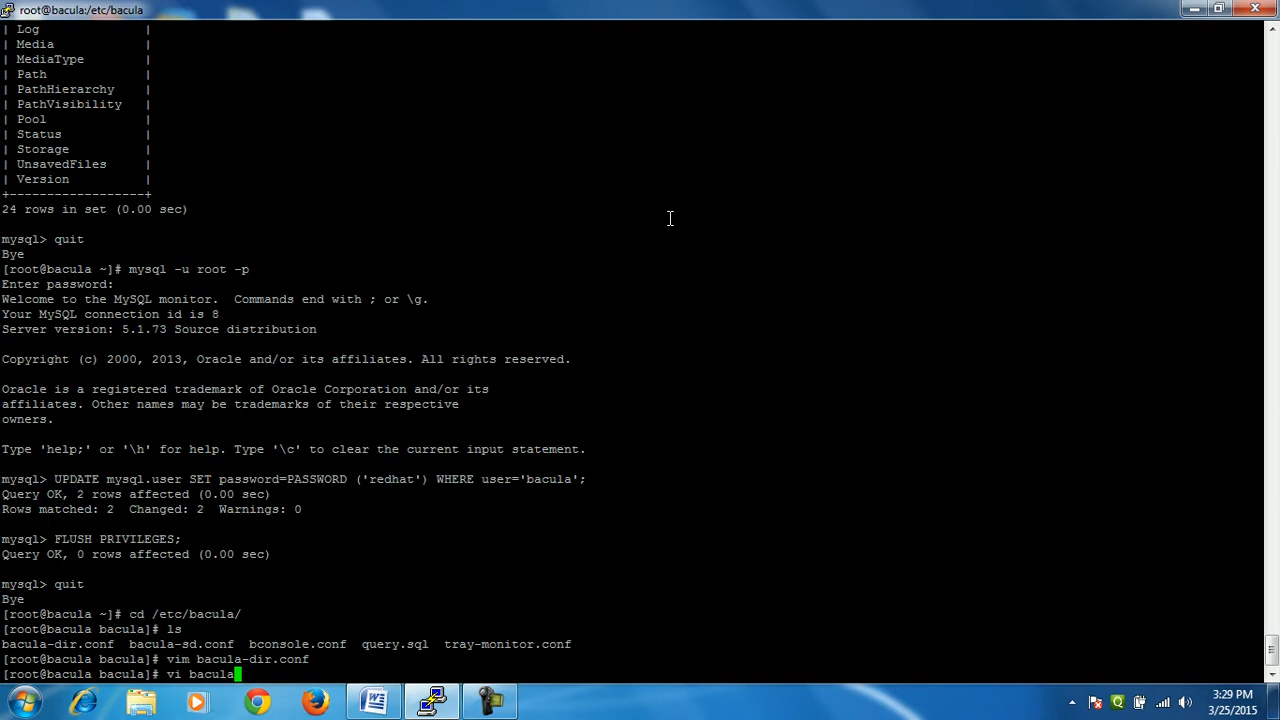 root@bacula:/etc/bacula
| Log |
| Media |
| MediaType |
| Path |
| PathHierarchy |
| PathVisibility |
| Pool |
| Status |
| Storage |
| UnsavedFiles |
| Version |
+------------------+
24 rows in set (0.00 sec)
mysql> quit
Bye
[root@bacula ~]# mysql -u root -p
Enter password:
Welcome to the MySQL monitor.  Commands end with ; or \g.
Your MySQL connection id is 8
Server version: 5.1.73 Source distribution
Copyright (c) 2000, 2013, Oracle and/or its affiliates. All rights reserved.
Oracle is a registered trademark of Oracle Corporation and/or its
affiliates. Other names may be trademarks of their respective
owners.
Type 'help;' or '\h' for help. Type '\c' to clear the current input statement.
mysql> UPDATE mysql.user SET password=PASSWORD ('redhat') WHERE user='bacula';
Query OK, 2 rows affected (0.00 sec)
Rows matched: 2  Changed: 2  Warnings: 0
mysql> FLUSH PRIVILEGES;
Query OK, 0 rows affected (0.00 sec)
mysql> quit
Bye
[root@bacula ~]# cd /etc/bacula/
[root@bacula bacula]# ls
bacula-dir.conf  bacula-sd.conf  bconsole.conf  query.sql  tray-monitor.conf
[root@bacula bacula]# vim bacula-dir.conf
[root@bacula bacula]# vi bacula
3:29 PM
3/25/2015